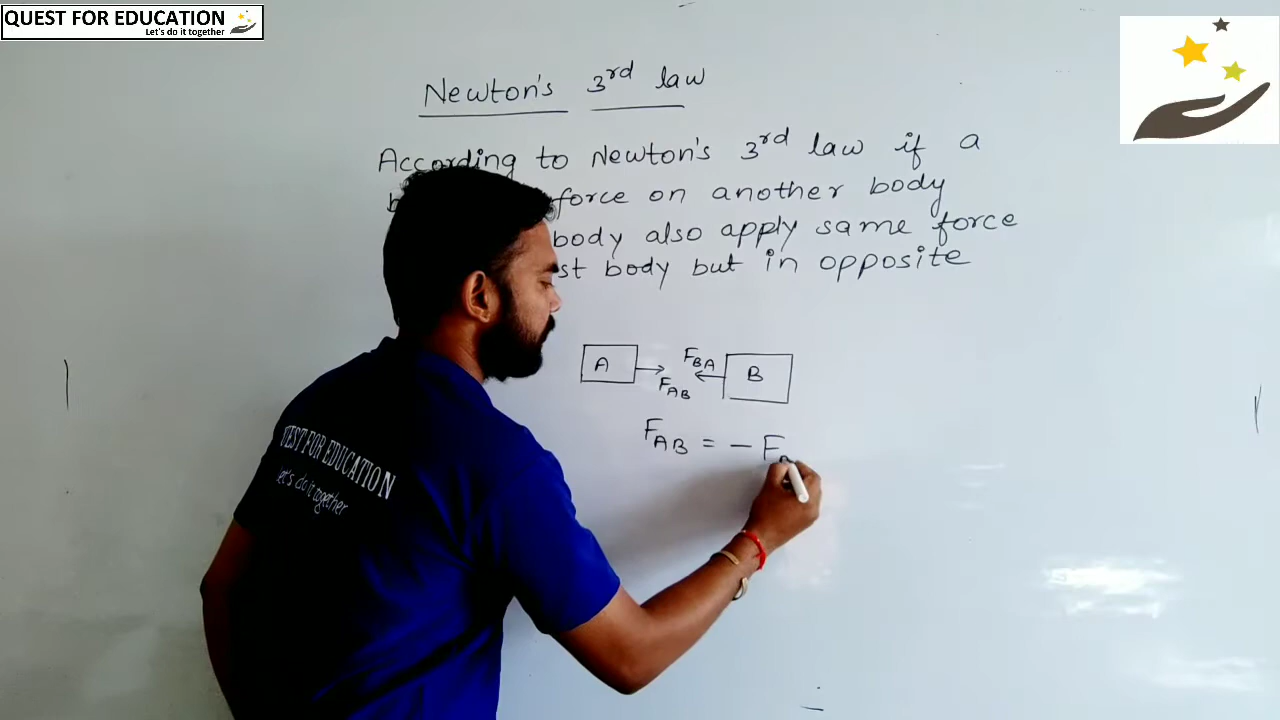 QUEST FOR EDUCATION
Let's do it together
Newton's 3rd law
According to Newton's 3rd law if a
force on another body
body also apply same force
body but in opposite
A
FAB
FBA
B
FAB = - F
QUEST FOR EDUCATION
let's do it together